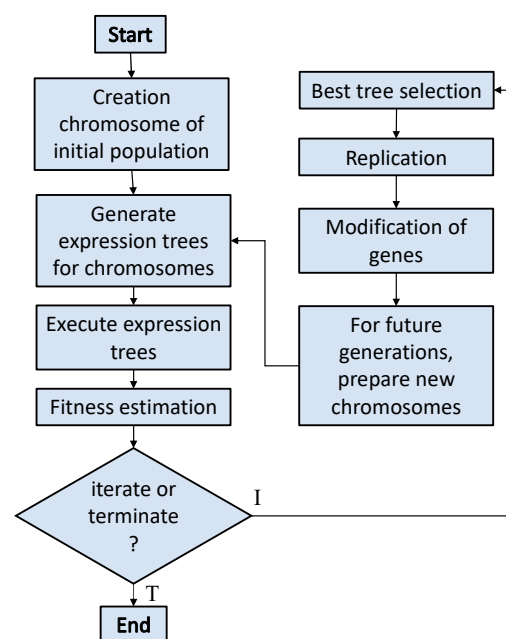 Start
Creation
chromosome of
initial population
Generate
expression trees
for chromosomes
Execute expression
trees
Fitness estimation
iterate or
terminate
?
I
T
End
Best tree selection
Replication
Modification of
genes
For future
generations,
prepare new
chromosomes